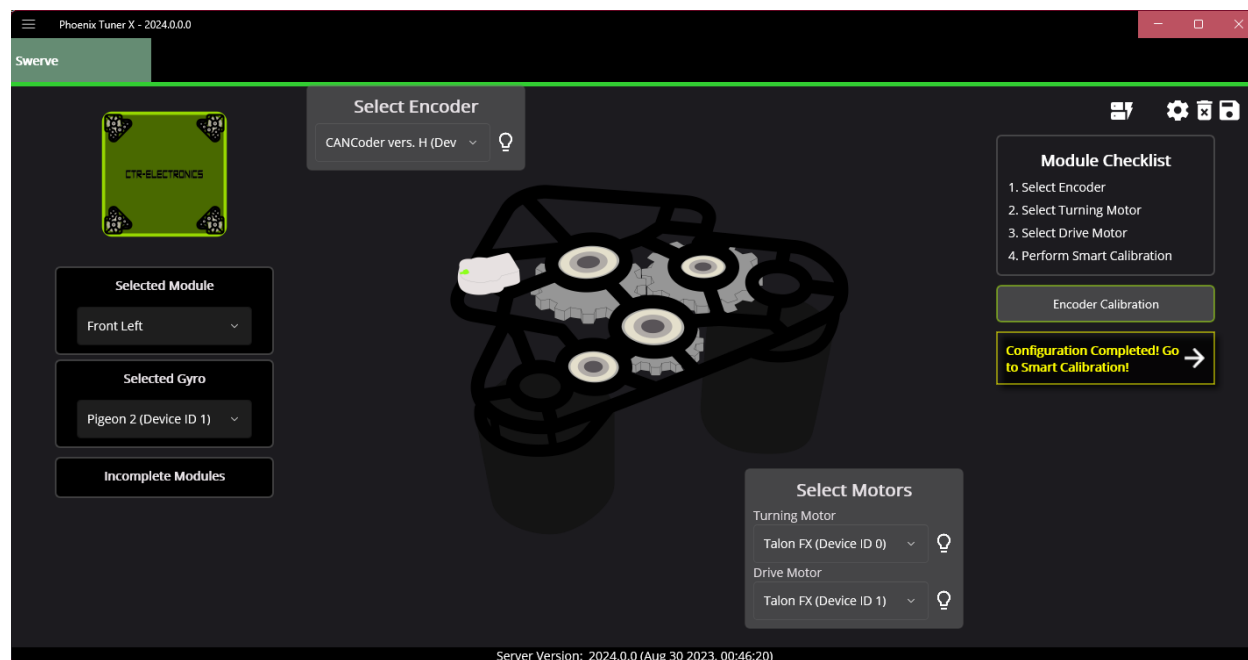 Phoenix Tuner X - 2024.0.0.0
Swerve
CTR-ELECTRONICS
Selected Module
Front Left
Selected Gyro
Pigeon 2 (Device ID 1)
Incomplete Modules
Select Encoder
CANCoder vers. H (Dev
Select Motors
Turning Motor
Talon FX (Device ID 0)
Drive Motor
Talon FX (Device ID 1)
Module Checklist
1. Select Encoder
2. Select Turning Motor
3. Select Drive Motor
4. Perform Smart Calibration
Encoder Calibration
Configuration Completed! Go
to Smart Calibration!
Server Version: 2024.0.0 (Aug 30 2023, 00:46:20)